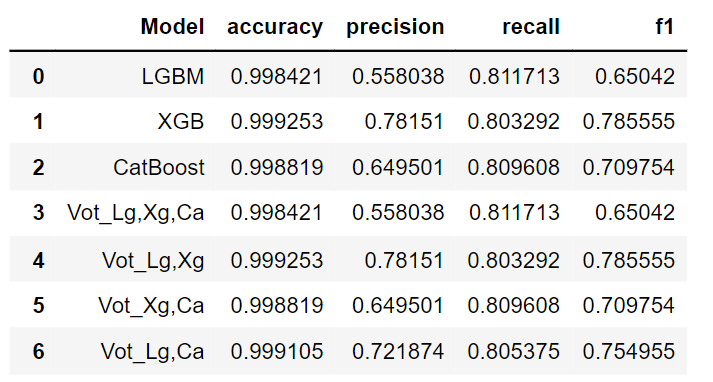 Model accuracy precision recall f1
0 LGBM 0.998421 0.558038 0.811713 0.65042
1 XGB 0.999253 0.78151 0.803292 0.785555
2 CatBoost 0.998819 0.649501 0.809608 0.709754
3 Vot_Lg,Xg,Ca 0.998421 0.558038 0.811713 0.65042
4 Vot_Lg,Xg 0.999253 0.78151 0.803292 0.785555
5 Vot_Xg,Ca 0.998819 0.649501 0.809608 0.709754
6 Vot_Lg,Ca 0.999105 0.721874 0.805375 0.754955